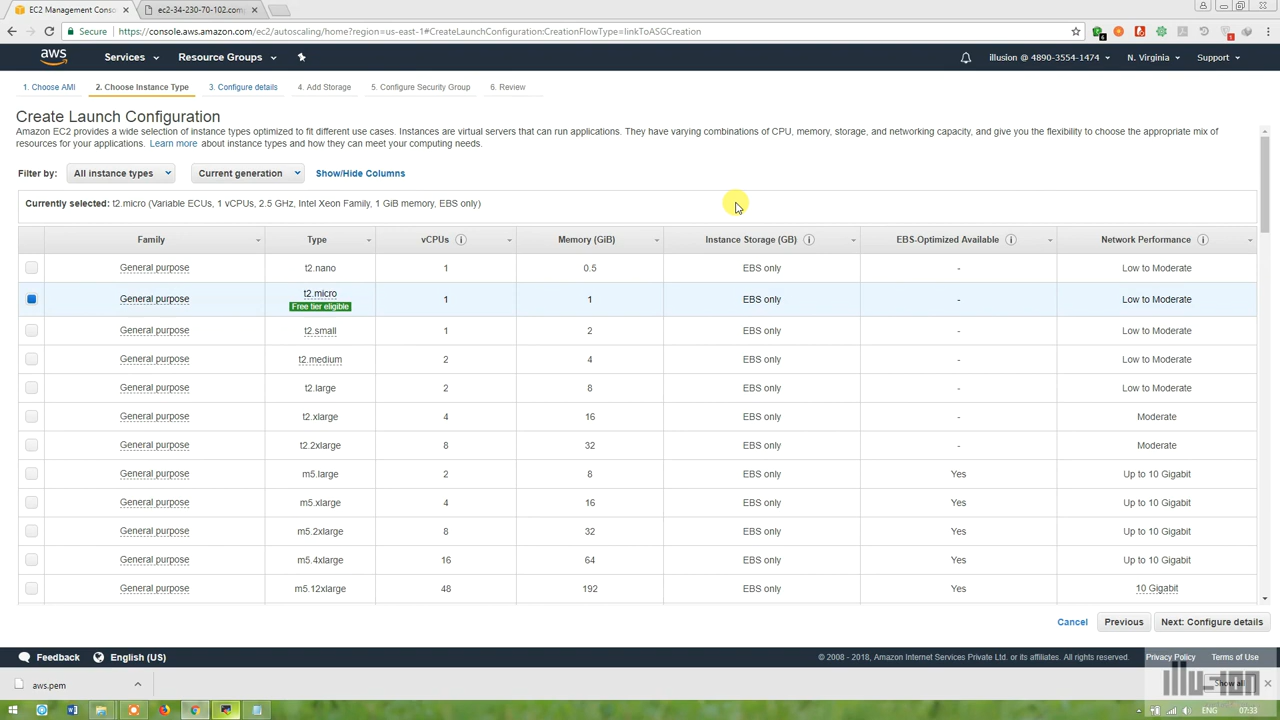 EC2 Management Conso
ec2-34-230-70-102.com
Secure
https://console.aws.amazon.com/ec2/autoscaling/home?region=us-east-1#CreateLaunchConfiguration:CreationFlowType=linkToASGCreation
aws Services Resource Groups illusion @ 4890-3554-1474 N. Virginia Support
1. Choose AMI 2. Choose Instance Type 3. Configure details 4. Add Storage 5. Configure Security Group 6. Review
Create Launch Configuration
Amazon EC2 provides a wide selection of instance types optimized to fit different use cases. Instances are virtual servers that can run applications. They have varying combinations of CPU, memory, storage, and networking capacity, and give you the flexibility to choose the appropriate mix of
resources for your applications. Learn more about instance types and how they can meet your computing needs.
Filter by: All instance types Current generation Show/Hide Columns
Currently selected: t2.micro (Variable ECUs, 1 vCPUs, 2.5 GHz, Intel Xeon Family, 1 GiB memory, EBS only)
Family Type vCPUs Memory (GiB) Instance Storage (GB) EBS-Optimized Available Network Performance
General purpose t2.nano 1 0.5 EBS only - Low to Moderate
General purpose t2.micro 1 1 EBS only - Low to Moderate
Free tier eligible
General purpose t2.small 1 2 EBS only - Low to Moderate
General purpose t2.medium 2 4 EBS only - Low to Moderate
General purpose t2.large 2 8 EBS only - Low to Moderate
General purpose t2.xlarge 4 16 EBS only - Moderate
General purpose t2.2xlarge 8 32 EBS only - Moderate
General purpose m5.large 2 8 EBS only Yes Up to 10 Gigabit
General purpose m5.xlarge 4 16 EBS only Yes Up to 10 Gigabit
General purpose m5.2xlarge 8 32 EBS only Yes Up to 10 Gigabit
General purpose m5.4xlarge 16 64 EBS only Yes Up to 10 Gigabit
General purpose m5.12xlarge 48 192 EBS only Yes 10 Gigabit
Cancel Previous Next: Configure details
Feedback English (US) © 2008 - 2018, Amazon Internet Services Private Ltd. or its affiliates. All rights reserved. Privacy Policy Terms of Use
aws.pem Show all
illusion
ENG 07:33